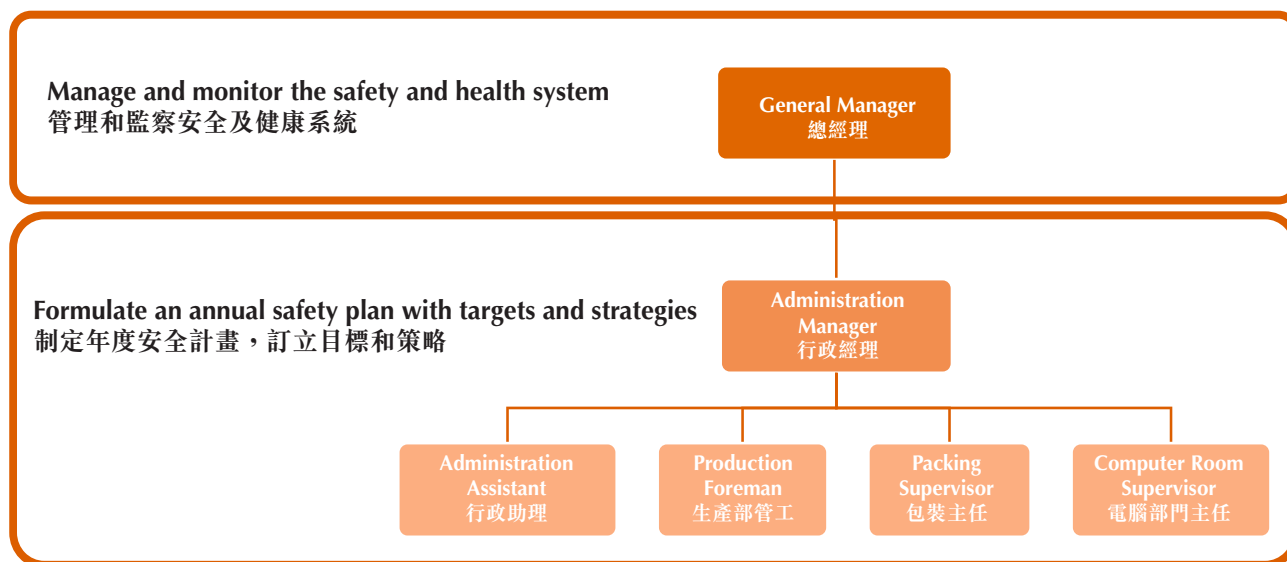 Manage and monitor the safety and health system
管理和監察安全及健康系統
General Manager
總經理
Formulate an annual safety plan with targets and strategies
制定年度安全計畫，訂立目標和策略
Administration
Manager
行政經理
Administration
Assistant
行政助理
Production
Foreman
生產部管工
Packing
Supervisor
包裝主任
Computer Room
Supervisor
電腦部門主任